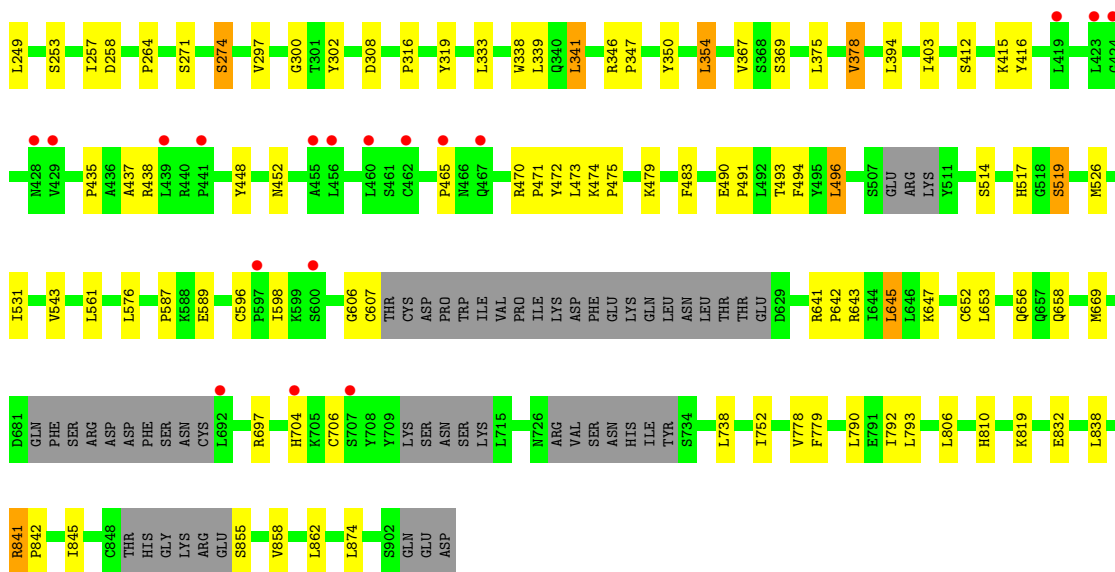 L249 S253 I257 D258 P264 S271 S274 V297 G300 T301 Y302 D308 P316 Y319 L333 W338 L339 Q340 L341 R346 P347 Y350 L354 V367 S368 S369 L375 V378 L394 I403 S412 K415 Y416 L419 L423
N428 V429 P435 A436 A437 R438 L439 R440 P441 Y448 N452 A455 L456 L460 S461 C462 P465 N466 Q467 R470 P471 Y472 L473 K474 P475 K479 F483 E490 P491 L492 T493 F494 Y495 L496 S507 GLU ARG LYS Y511 S514 H517 G518 S519 M526
I531 V543 L561 L576 P587 K588 E589 C596 P597 I598 K599 S600 G606 C607 THR CYS ASP PRO TRP ILE VAL PRO ILE LYS ASP PHE GLU LYS GLN LEU ASN LEU THR THR GLU D629 R641 P642 R643 I644 L645 L646 K647 C652 L653 Q656 Q657 Q658 M669
D681 GLN PHE SER ARG ASP ASP PHE SER ASN CYS L692 R697 H704 K705 C706 S707 Y708 Y709 LYS SER ASN SER LYS L715 N726 ARG VAL SER ASN HIS ILE TYR S734 L738 I752 V778 F779 L790 E791 I792 L793 L806 H810 K819 E832 L838
R841 P842 I845 C848 THR HIS GLY LYS ARG GLU S855 V858 L862 L874 S902 GLN GLU ASP